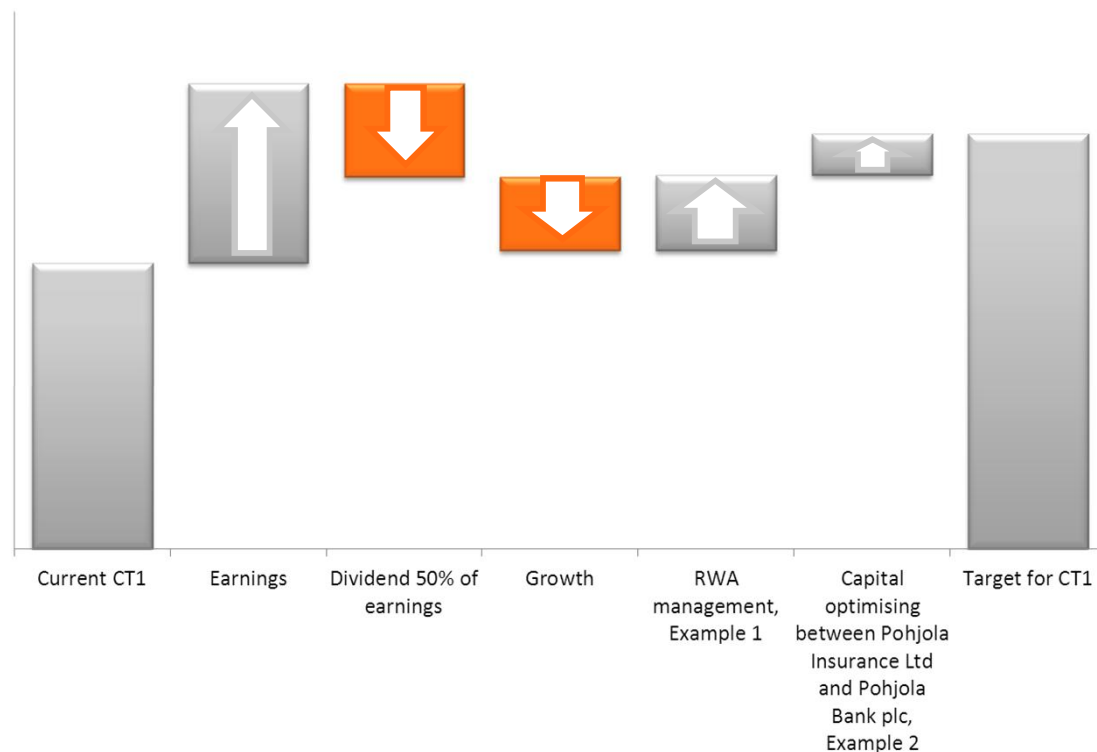 Current CT1
Earnings
Dividend 50% of
earnings
Growth
RWA
management,
Example 1
Capital
optimising
between Pohjola
Insurance Ltd
and Pohjola
Bank plc,
Example 2
Target for CT1